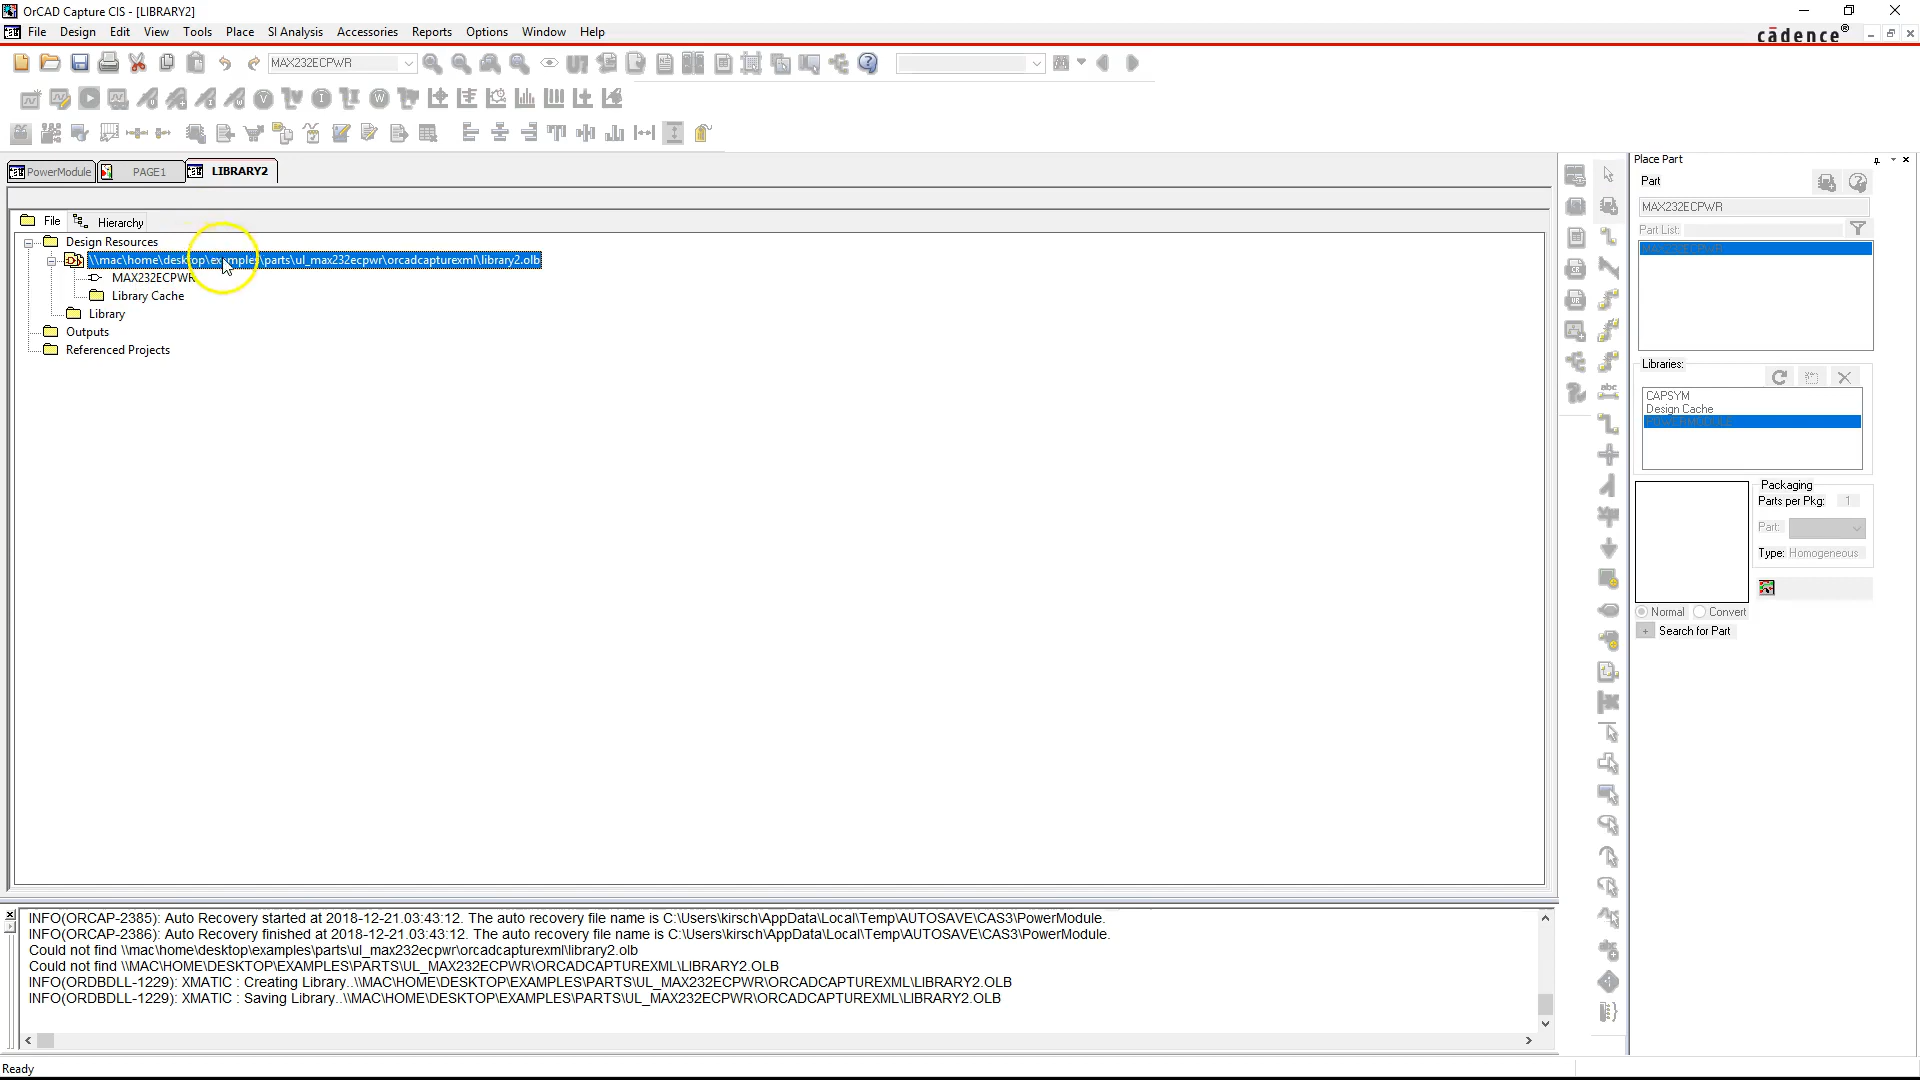 OrCAD Capture CIS - [LIBRARY2]
File Design Edit View Tools Place SI Analysis Accessories Reports Options Window Help
cādence®
MAX232ECPWR
PowerModule PAGE1 LIBRARY2
File Hierarchy
Design Resources
\\mac\home\desktop\examples\parts\ul_max232ecpwr\orcadcapturexml\library2.olb
MAX232ECPWR
Library Cache
Library
Outputs
Referenced Projects
Place Part
Part
MAX232ECPWR
Part List:
MAX232ECPWR
Libraries:
CAPSYM
Design Cache
POWERMODULE
Packaging
Parts per Pkg: 1
Part:
Type: Homogeneous
Normal Convert
+ Search for Part
INFO(ORCAP-2385): Auto Recovery started at 2018-12-21.03:43:12. The auto recovery file name is C:\Users\kirsch\AppData\Local\Temp\AUTOSAVE\CAS3\PowerModule.
INFO(ORCAP-2386): Auto Recovery finished at 2018-12-21.03:43:12. The auto recovery file name is C:\Users\kirsch\AppData\Local\Temp\AUTOSAVE\CAS3\PowerModule.
Could not find \\mac\home\desktop\examples\parts\ul_max232ecpwr\orcadcapturexml\library2.olb
Could not find \\MAC\HOME\DESKTOP\EXAMPLES\PARTS\UL_MAX232ECPWR\ORCADCAPTUREXML\LIBRARY2.OLB
INFO(ORDBDLL-1229): XMATIC : Creating Library..\\MAC\HOME\DESKTOP\EXAMPLES\PARTS\UL_MAX232ECPWR\ORCADCAPTUREXML\LIBRARY2.OLB
INFO(ORDBDLL-1229): XMATIC : Saving Library..\\MAC\HOME\DESKTOP\EXAMPLES\PARTS\UL_MAX232ECPWR\ORCADCAPTUREXML\LIBRARY2.OLB
Ready